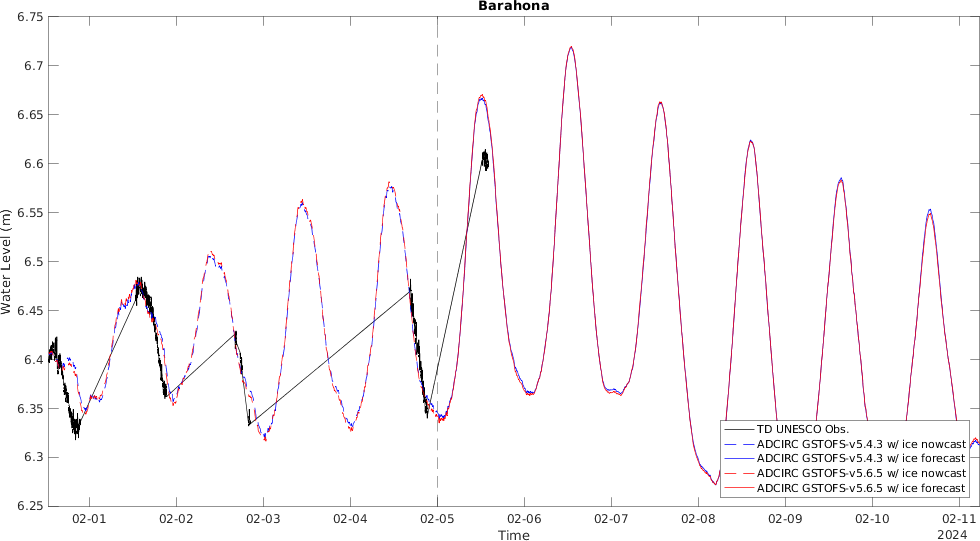 Barahona
6.75
6.7
6.65
6.6
6.55
6.5
6.45
6.4
6.35
6.3
6.25
Water Level (m)
TD UNESCO Obs.
ADCIRC GSTOFS-v5.4.3 w/ ice nowcast
ADCIRC GSTOFS-v5.4.3 w/ ice forecast
ADCIRC GSTOFS-v5.6.5 w/ ice nowcast
ADCIRC GSTOFS-v5.6.5 w/ ice forecast
02-01 02-02 02-03 02-04 02-05 02-06 02-07 02-08 02-09 02-10 02-11
Time
2024